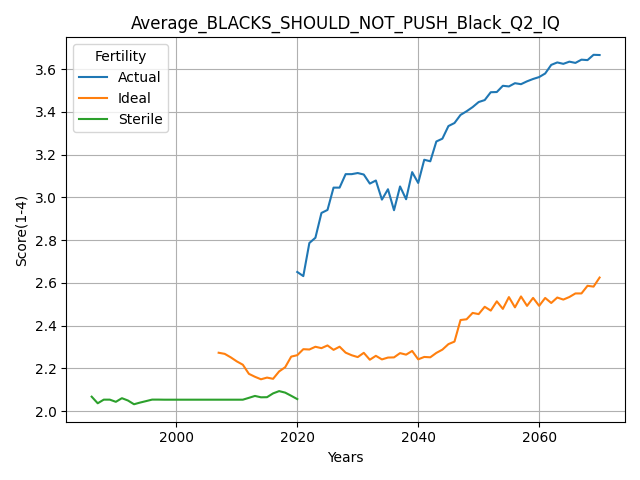 Average_BLACKS_SHOULD_NOT_PUSH_Black_Q2_IQ
Fertility
Actual
Ideal
Sterile
Score(1-4)
3.6
3.4
3.2
3.0
2.8
2.6
2.4
2.2
2.0
2000
2020
2040
2060
Years